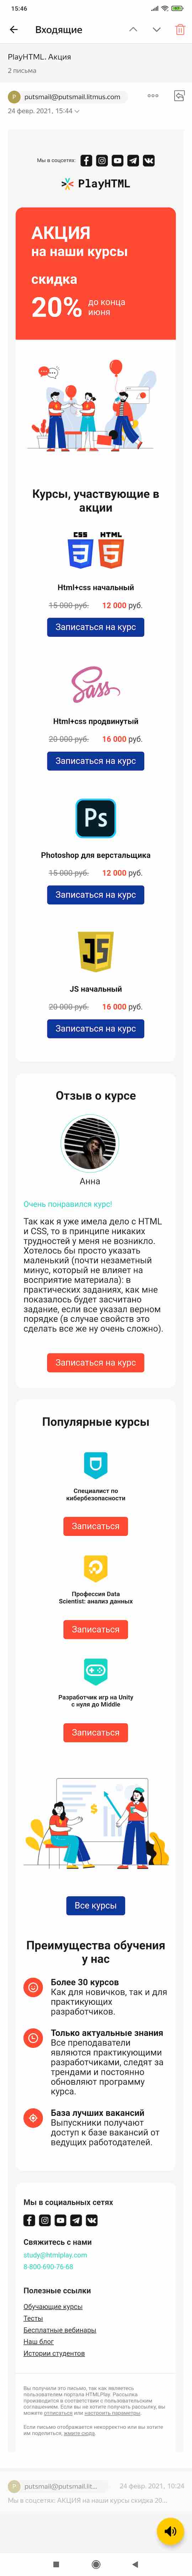 15:46
Входящие
PlayHTML. Акция
2 письма
P putsmail@putsmail.litmus.com
24 февр. 2021, 15:44
Мы в соцсетях:
PlayHTML
АКЦИЯ
на наши курсы
скидка
20% до конца
июня
Курсы, участвующие в
акции
CSS HTML
Html+css начальный
15 000 руб. 12 000 руб.
Записаться на курс
Sass
Html+css продвинутый
20 000 руб. 16 000 руб.
Записаться на курс
Ps
Photoshop для верстальщика
15 000 руб. 12 000 руб.
Записаться на курс
JS
JS начальный
20 000 руб. 16 000 руб.
Записаться на курс
Отзыв о курсе
Анна
Очень понравился курс!
Так как я уже имела дело с HTML
и CSS, то в принципе никаких
трудностей у меня не возникло.
Хотелось бы просто указать
маленький (почти незаметный
минус, который не влияет на
восприятие материала): в
практических заданиях, как мне
показалось будет засчитано
задание, если все указал верном
порядке (в случае свойств это
сделать все же ну очень сложно).
Записаться на курс
Популярные курсы
Специалист по
кибербезопасности
Записаться
Профессия Data
Scientist: анализ данных
Записаться
Разработчик игр на Unity
с нуля до Middle
Записаться
Все курсы
Преимущества обучения
у нас
Более 30 курсов
Как для новичков, так и для
практикующих
разработчиков.
Только актуальные знания
Все преподаватели
являются практикующими
разработчиками, следят за
трендами и постоянно
обновляют программу
курса.
База лучших вакансий
Выпускники получают
доступ к базе вакансий от
ведущих работодателей.
Мы в социальных сетях
Свяжитесь с нами
study@htmlplay.com
8-800-690-76-66
Полезные ссылки
Обучающие курсы
Тесты
Бесплатные вебинары
Наш блог
Истории студентов
Вы получили это письмо, так как являетесь
пользователем портала HTMLPlay. Рассылка
производится в соответствии с пользовательским
соглашением. Если вы не хотите получать рассылку, вы
можете отписаться или настроить параметры.
Если письмо отображается некорректно или вы хотите
им поделиться, жмите сюда.
P putsmail@putsmail.lit... 24 февр. 2021, 10:24
Мы в соцсетях: АКЦИЯ на наши курсы скидка 20...